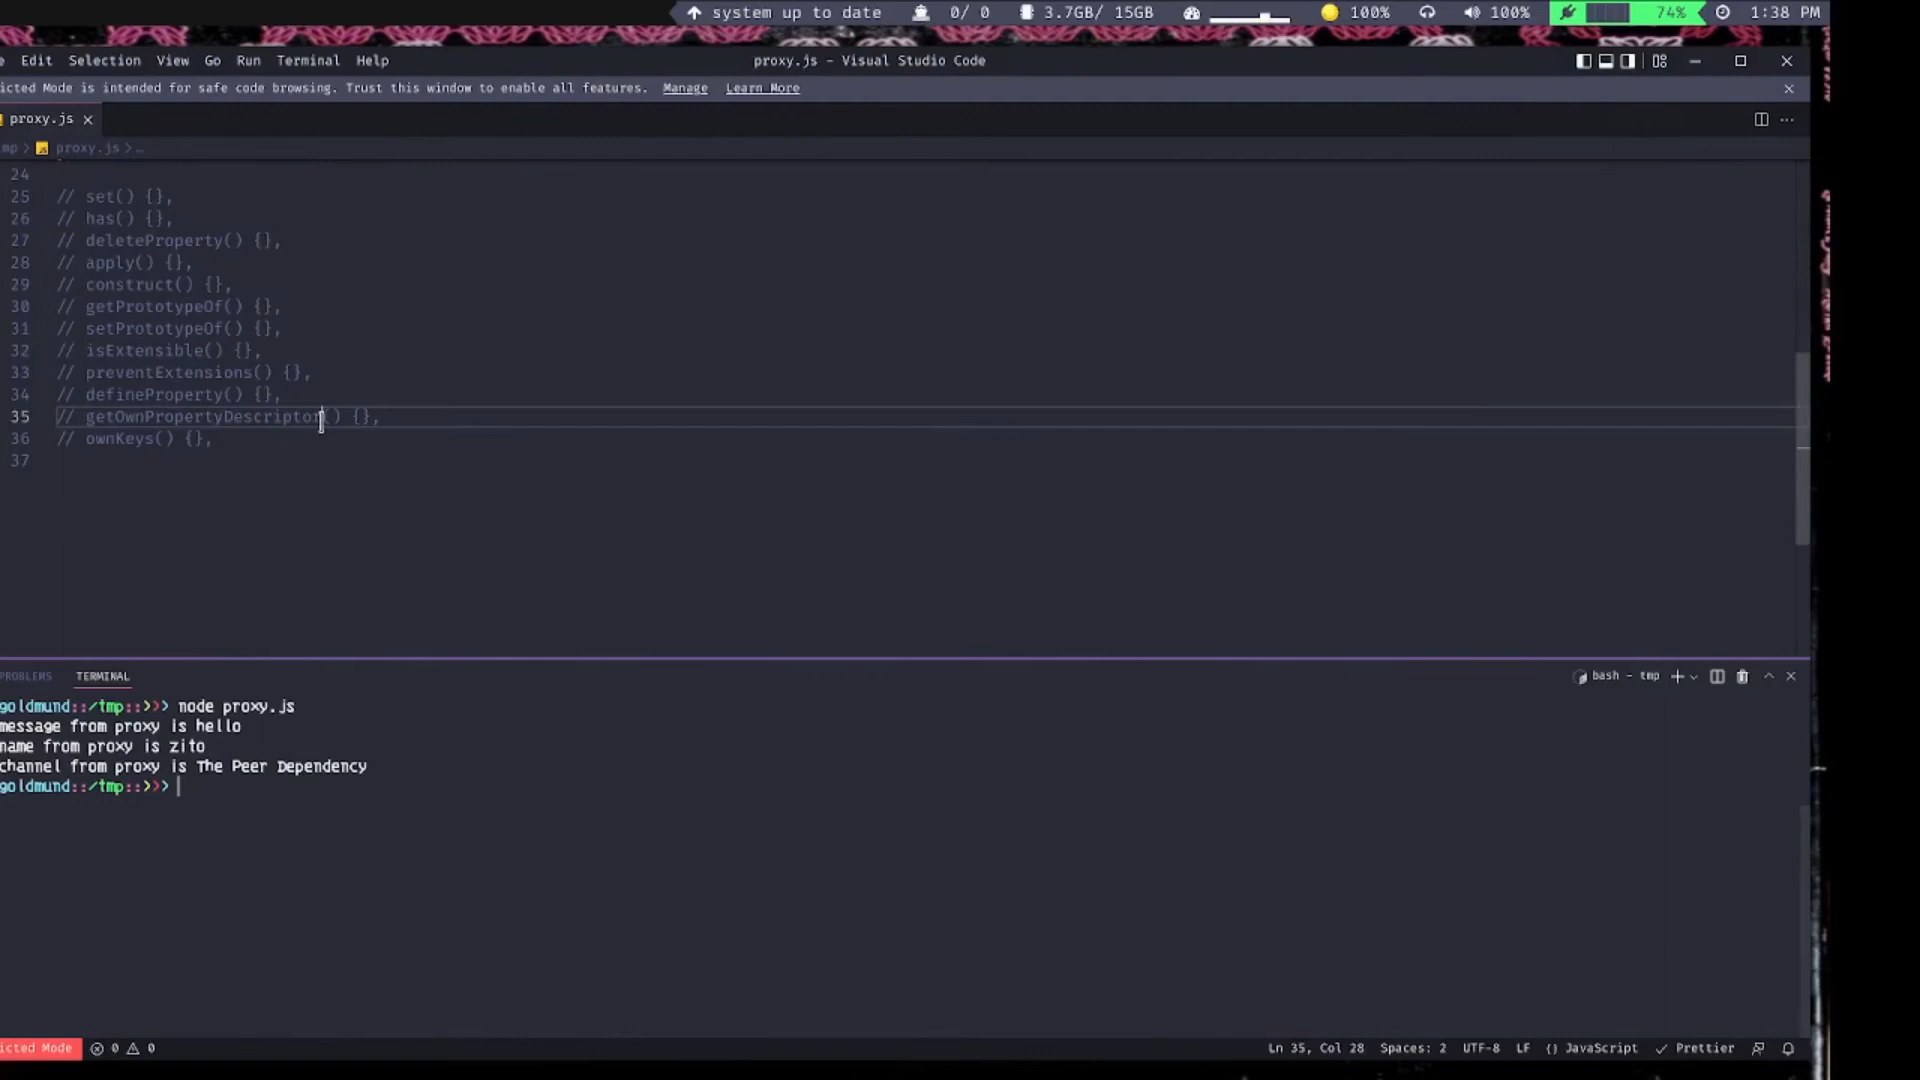 system up to date 0/ 0 3.7GB/ 15GB 100% 100% 74% 1:38 PM
Edit Selection View Go Run Terminal Help proxy.js - Visual Studio Code
icted Mode is intended for safe code browsing. Trust this window to enable all features. Manage Learn More
proxy.js
mp > proxy.js > ...
24
25 // set() {},
26 // has() {},
27 // deleteProperty() {},
28 // apply() {},
29 // construct() {},
30 // getPrototypeOf() {},
31 // setPrototypeOf() {},
32 // isExtensible() {},
33 // preventExtensions() {},
34 // defineProperty() {},
35 // getOwnPropertyDescriptor() {},
36 // ownKeys() {},
37
PROBLEMS TERMINAL bash - tmp
goldmund::/tmp::>>> node proxy.js
message from proxy is hello
name from proxy is zito
channel from proxy is The Peer Dependency
goldmund::/tmp::>>>
icted Mode 0 0 Ln 35, Col 28 Spaces: 2 UTF-8 LF {} JavaScript Prettier